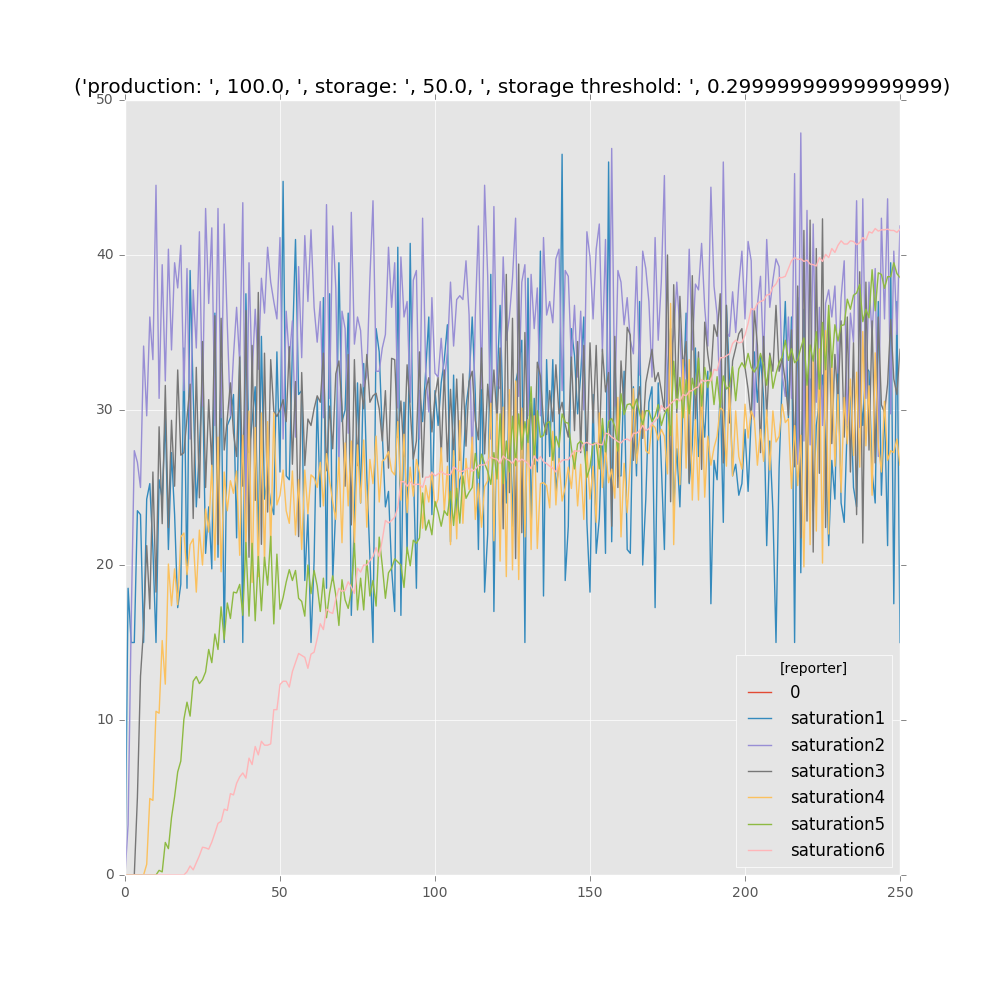 ('production: ', 100.0, ', storage: ', 50.0, ', storage threshold: ', 0.29999999999999999)
50
40
30
20
10
0
0 50 100 150 200 250
[reporter]
0
saturation1
saturation2
saturation3
saturation4
saturation5
saturation6